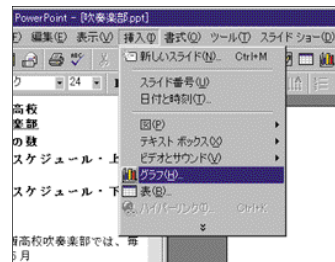 PowerPoint - [吹奏楽部.ppt]
編集(E) 表示(V) 挿入(I) 書式(O) ツール(T) スライド ショー(D)
新しいスライド(N)... Ctrl+M
24
スライド番号(U)
日付と時刻(T)...
高校
楽部
図(P)
の鼓
テキスト ボックス(X)
スケジュール・上
ビデオとサウンド(V)
グラフ(H)...
スケジュール・下
表(B)...
ハイパーリンク(I)... Ctrl+K
高校吹奏楽部では、毎
5月